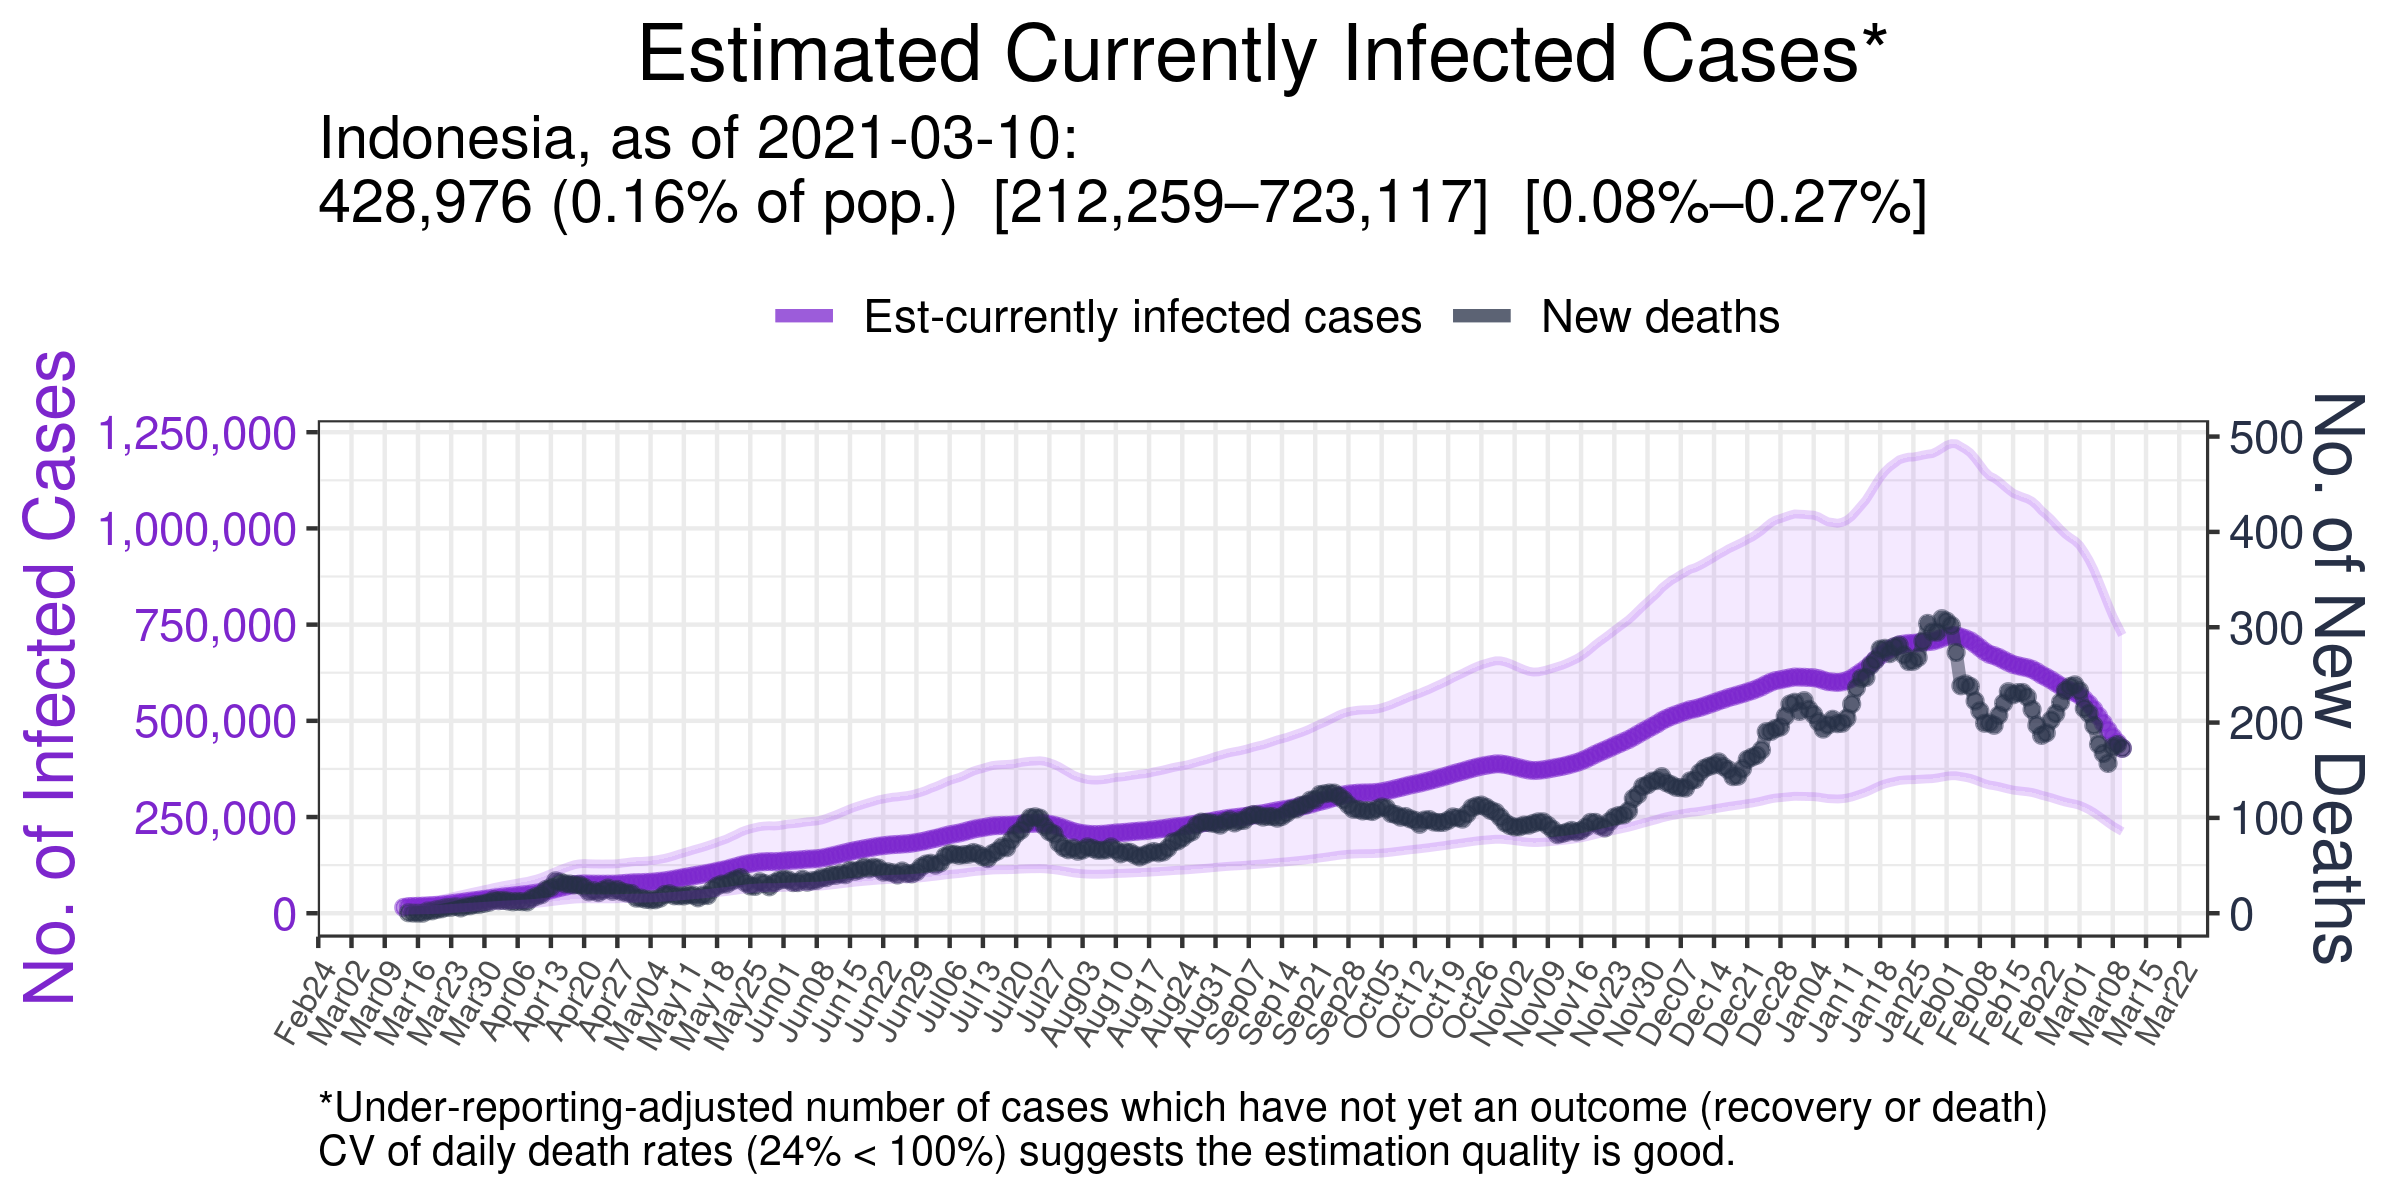 Estimated Currently Infected Cases*
Indonesia, as of 2021-03-10:
428,976 (0.16% of pop.) [212,259–723,117] [0.08%–0.27%]
Est-currently infected cases
New deaths
No. of Infected Cases
1,250,000
1,000,000
750,000
500,000
250,000
0
500
400
300
200
100
0
No. of New Deaths
Feb24
Mar02
Mar09
Mar16
Mar23
Mar30
Apr06
Apr13
Apr20
Apr27
May04
May11
May18
May25
Jun01
Jun08
Jun15
Jun22
Jun29
Jul06
Jul13
Jul20
Jul27
Aug03
Aug10
Aug17
Aug24
Aug31
Sep07
Sep14
Sep21
Sep28
Oct05
Oct12
Oct19
Oct26
Nov02
Nov09
Nov16
Nov23
Nov30
Dec07
Dec14
Dec21
Dec28
Jan04
Jan11
Jan18
Jan25
Feb01
Feb08
Feb15
Feb22
Mar01
Mar08
Mar15
Mar22
*Under-reporting-adjusted number of cases which have not yet an outcome (recovery or death)
CV of daily death rates (24% < 100%) suggests the estimation quality is good.